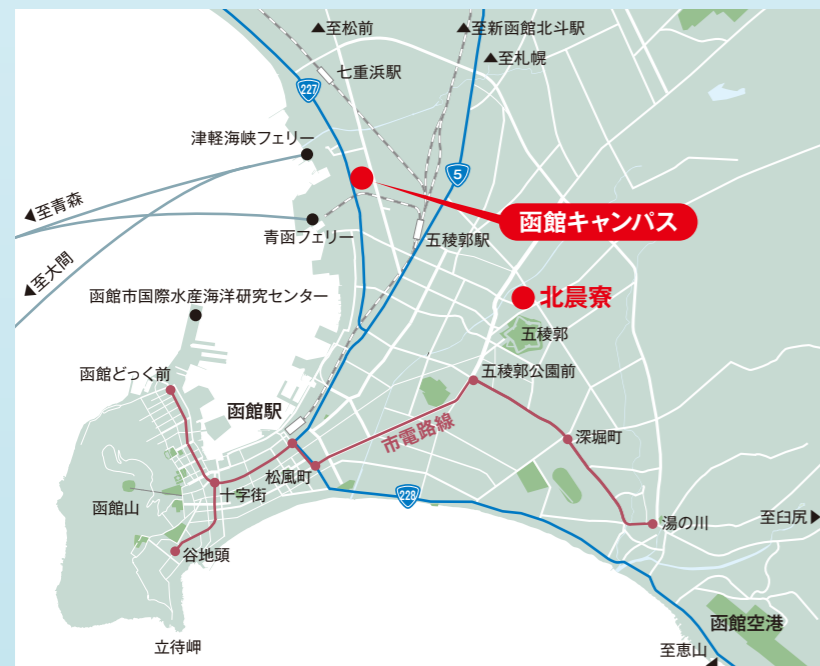 ▲至松前
▲至新函館北斗駅
▲至札幌
七重浜駅
227
津軽海峡フェリー
5
◀至青森
函館キャンパス
青函フェリー
五稜郭駅
◀至大間
函館市国際水産海洋研究センター
北晨寮
五稜郭
函館どっく前
五稜郭公園前
函館駅
市電路線
深堀町
松風町
十字街
228
函館山
湯の川
至臼尻▶
谷地頭
函館空港
立待岬
至恵山